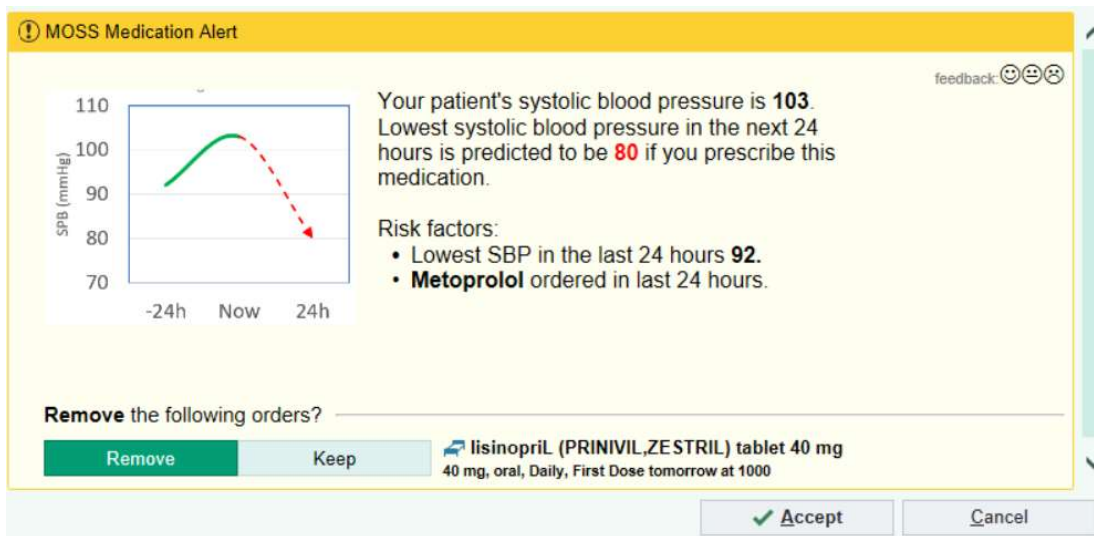 MOSS Medication Alert
feedback:
110
100
90
80
70
SPB (mmHg)
-24h Now 24h
Your patient's systolic blood pressure is 103.
Lowest systolic blood pressure in the next 24
hours is predicted to be 80 if you prescribe this
medication.
Risk factors:
• Lowest SBP in the last 24 hours 92.
• Metoprolol ordered in last 24 hours.
Remove the following orders?
Remove
Keep
lisinopriL (PRINIVIL,ZESTRIL) tablet 40 mg
40 mg, oral, Daily, First Dose tomorrow at 1000
Accept
Cancel